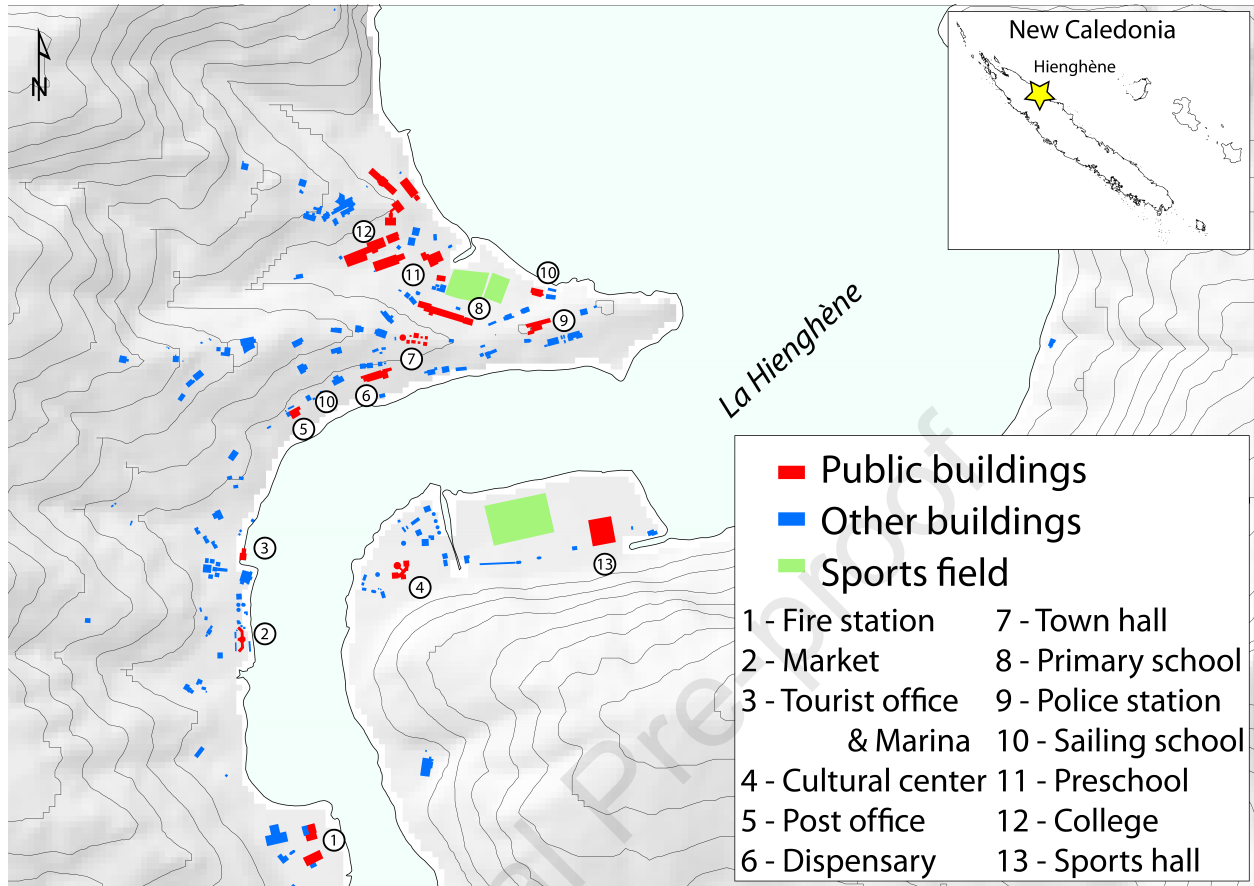 New Caledonia
Hienghène
N
12
11
10
8
9
7
10
6
5
La Hienghène
3
13
4
2
1
Public buildings
Other buildings
Sports field
1 - Fire station
2 - Market
3 - Tourist office
& Marina
4 - Cultural center
5 - Post office
6 - Dispensary
7 - Town hall
8 - Primary school
9 - Police station
10 - Sailing school
11 - Preschool
12 - College
13 - Sports hall
al Pre-proof